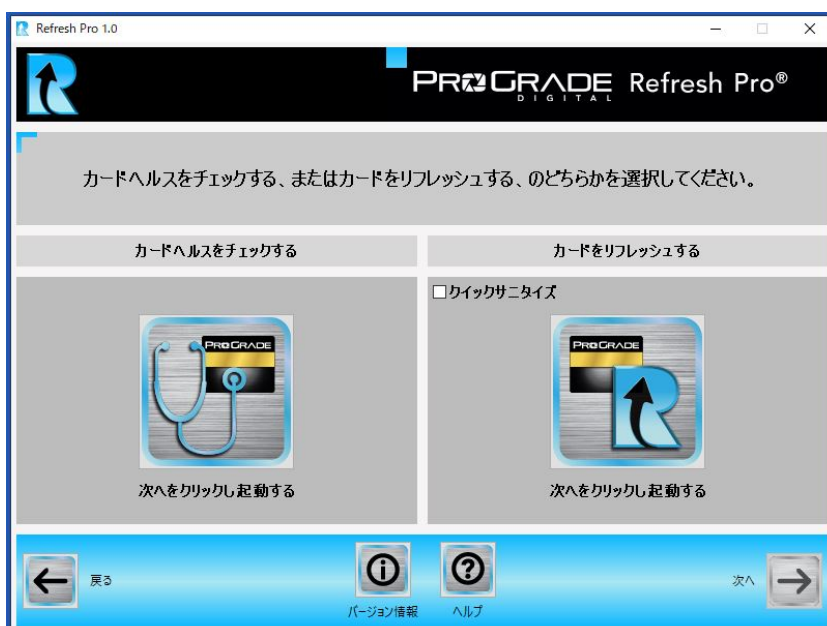 Refresh Pro 1.0
PROGRADE DIGITAL Refresh Pro®
カードヘルスをチェックする、またはカードをリフレッシュする、のどちらかを選択してください。
カードヘルスをチェックする
カードをリフレッシュする
クイックサニタイズ
PROGRADE
PROGRADE
次へをクリックし起動する
次へをクリックし起動する
戻る
バージョン情報
ヘルプ
次へ